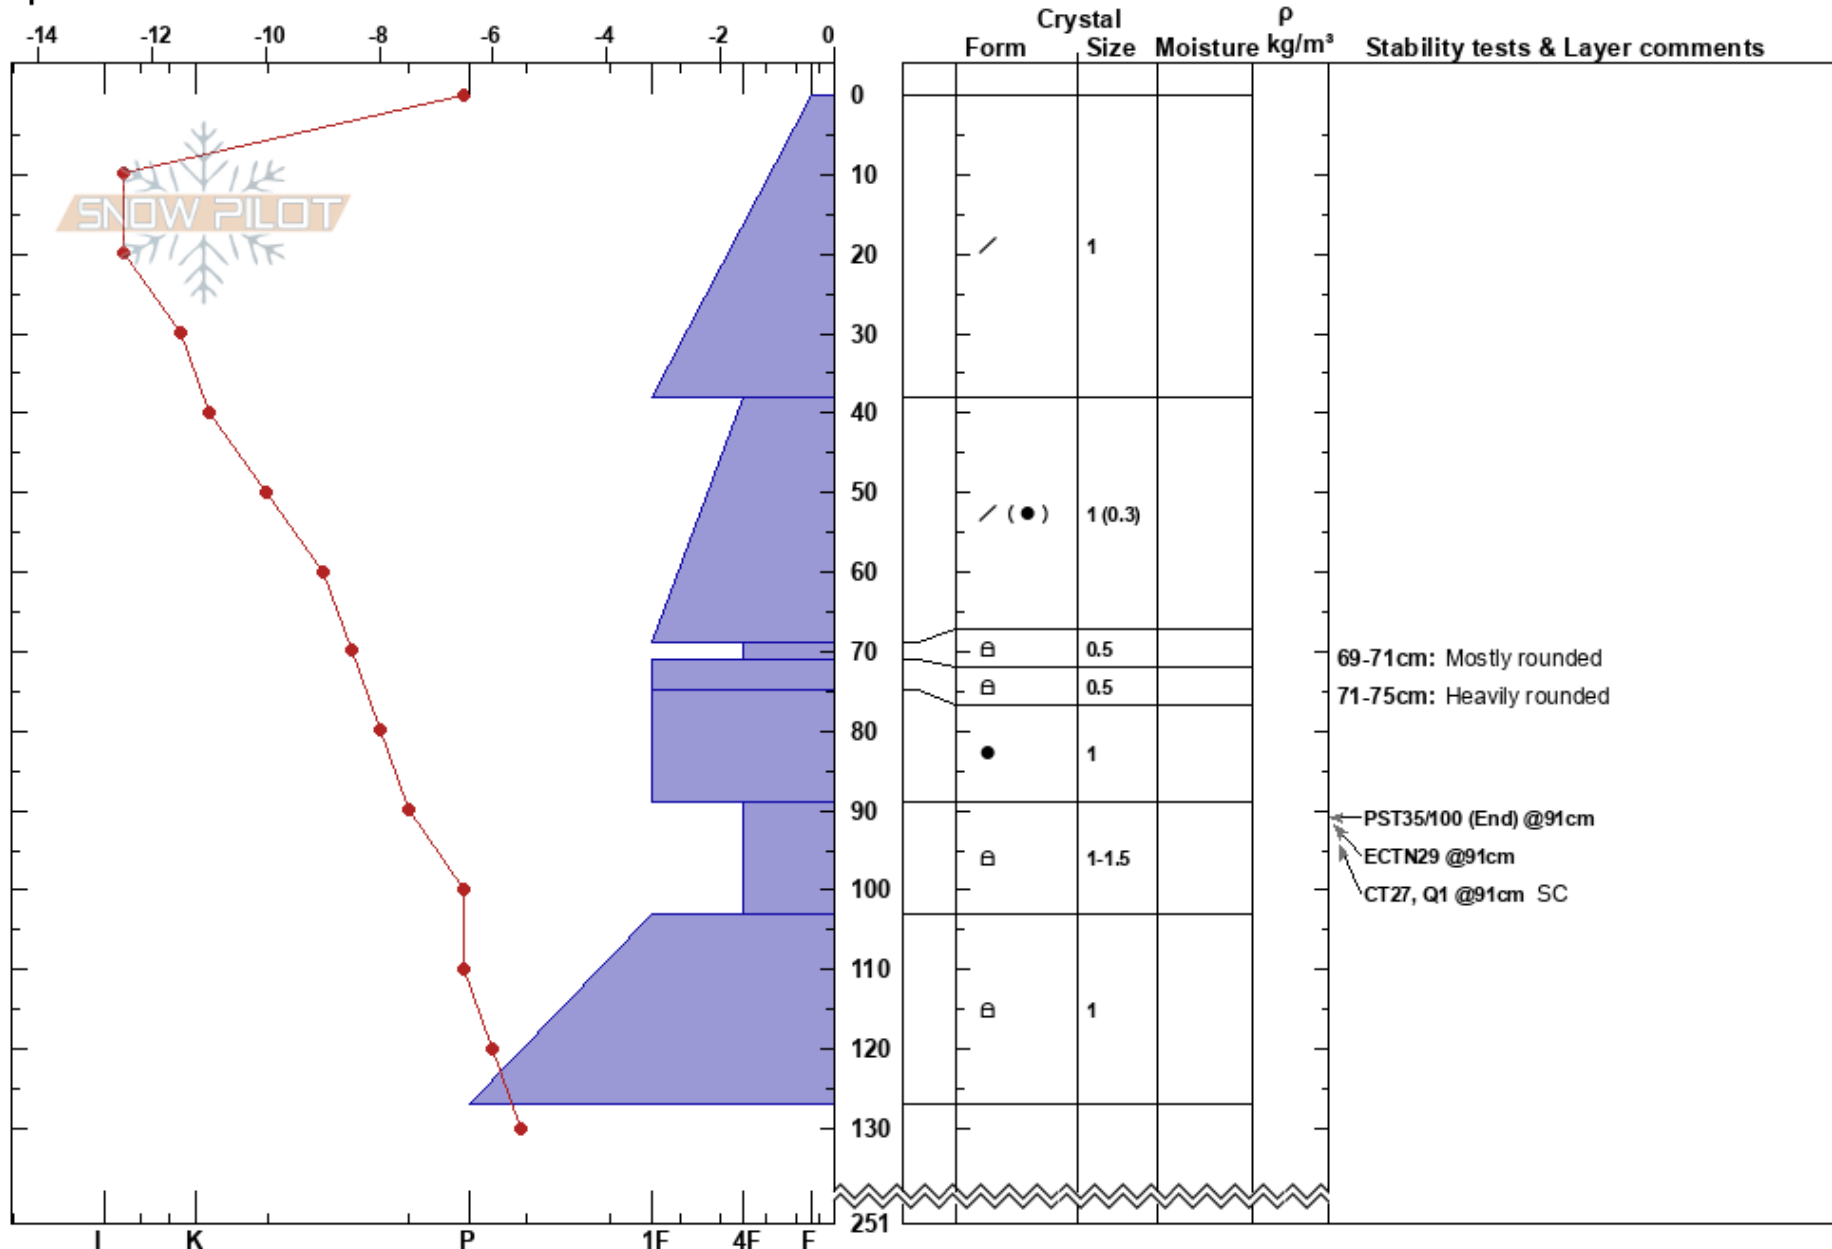 Crystal ρ
-14 -12 -10 -8 -6 -4 -2 0 Form Size Moisture kg/m³ Stability tests & Layer comments
0
10
SNOW PILOT
20 1
30
40
50
1 (0.3)
60
70 0.5 69-71cm: Mostly rounded
0.5 71-75cm: Heavily rounded
80
1
90
PST35/100 (End) @91cm
1-1.5 ECTN29 @91cm
100 CT27, Q1 @91cm SC
110
1
120
130
251
I K P 1F 4F F